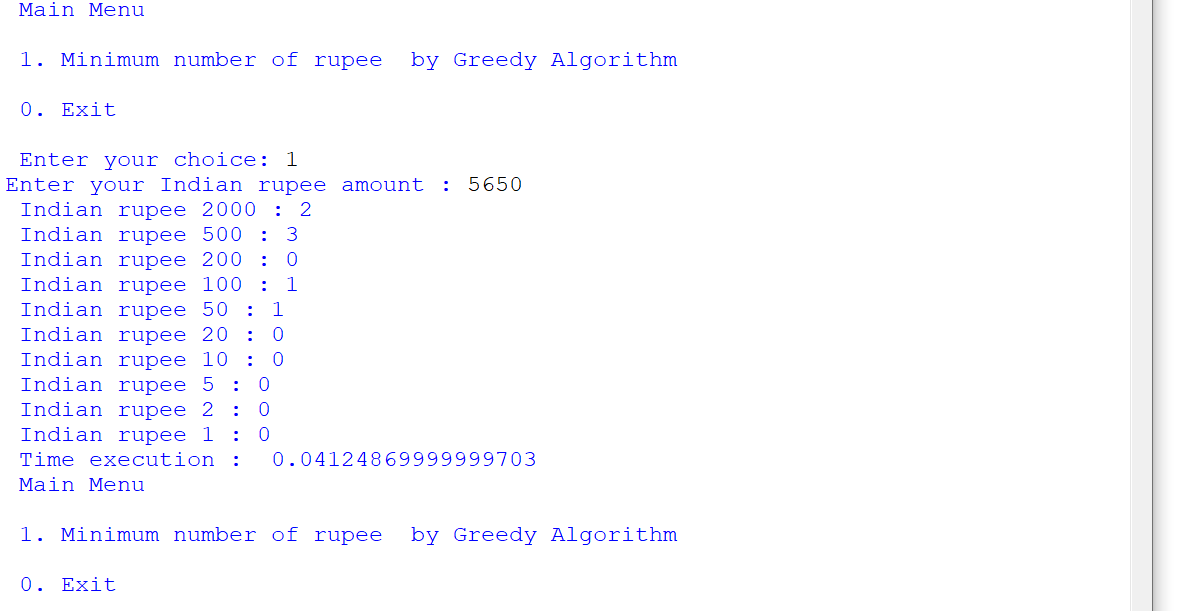 Main Menu
1. Minimum number of rupee  by Greedy Algorithm
0. Exit
Enter your choice: 1
Enter your Indian rupee amount : 5650
Indian rupee 2000 : 2
Indian rupee 500 : 3
Indian rupee 200 : 0
Indian rupee 100 : 1
Indian rupee 50 : 1
Indian rupee 20 : 0
Indian rupee 10 : 0
Indian rupee 5 : 0
Indian rupee 2 : 0
Indian rupee 1 : 0
Time execution :  0.04124869999999703
Main Menu
1. Minimum number of rupee  by Greedy Algorithm
0. Exit